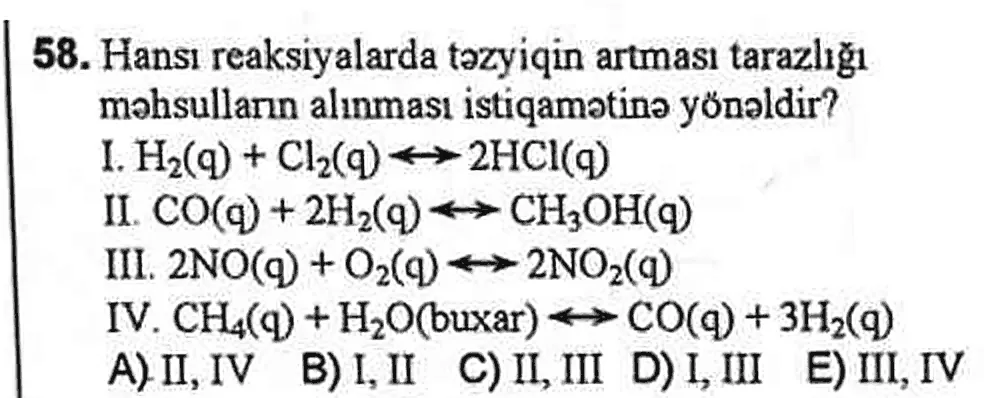 58. Hansı reaksiyalarda təzyiqin artması tarazlığı
məhsulların alınması istiqamətinə yönəldir?
I. H₂(q) + Cl₂(q) ↔ 2HCl(q)
II. CO(q) + 2H₂(q) ↔ CH₃OH(q)
III. 2NO(q) + O₂(q) ↔ 2NO₂(q)
IV. CH₄(q) + H₂O(buxar) ↔ CO(q) + 3H₂(q)
A) II, IV B) I, II C) II, III D) I, III E) III, IV